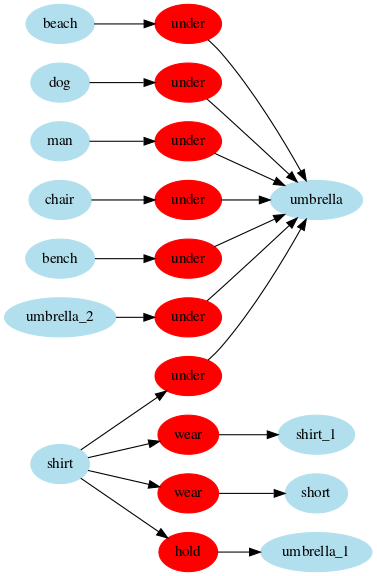 beach under
dog under
man under
chair under umbrella
bench under
umbrella_2 under
under
wear shirt_1
shirt
wear short
hold umbrella_1